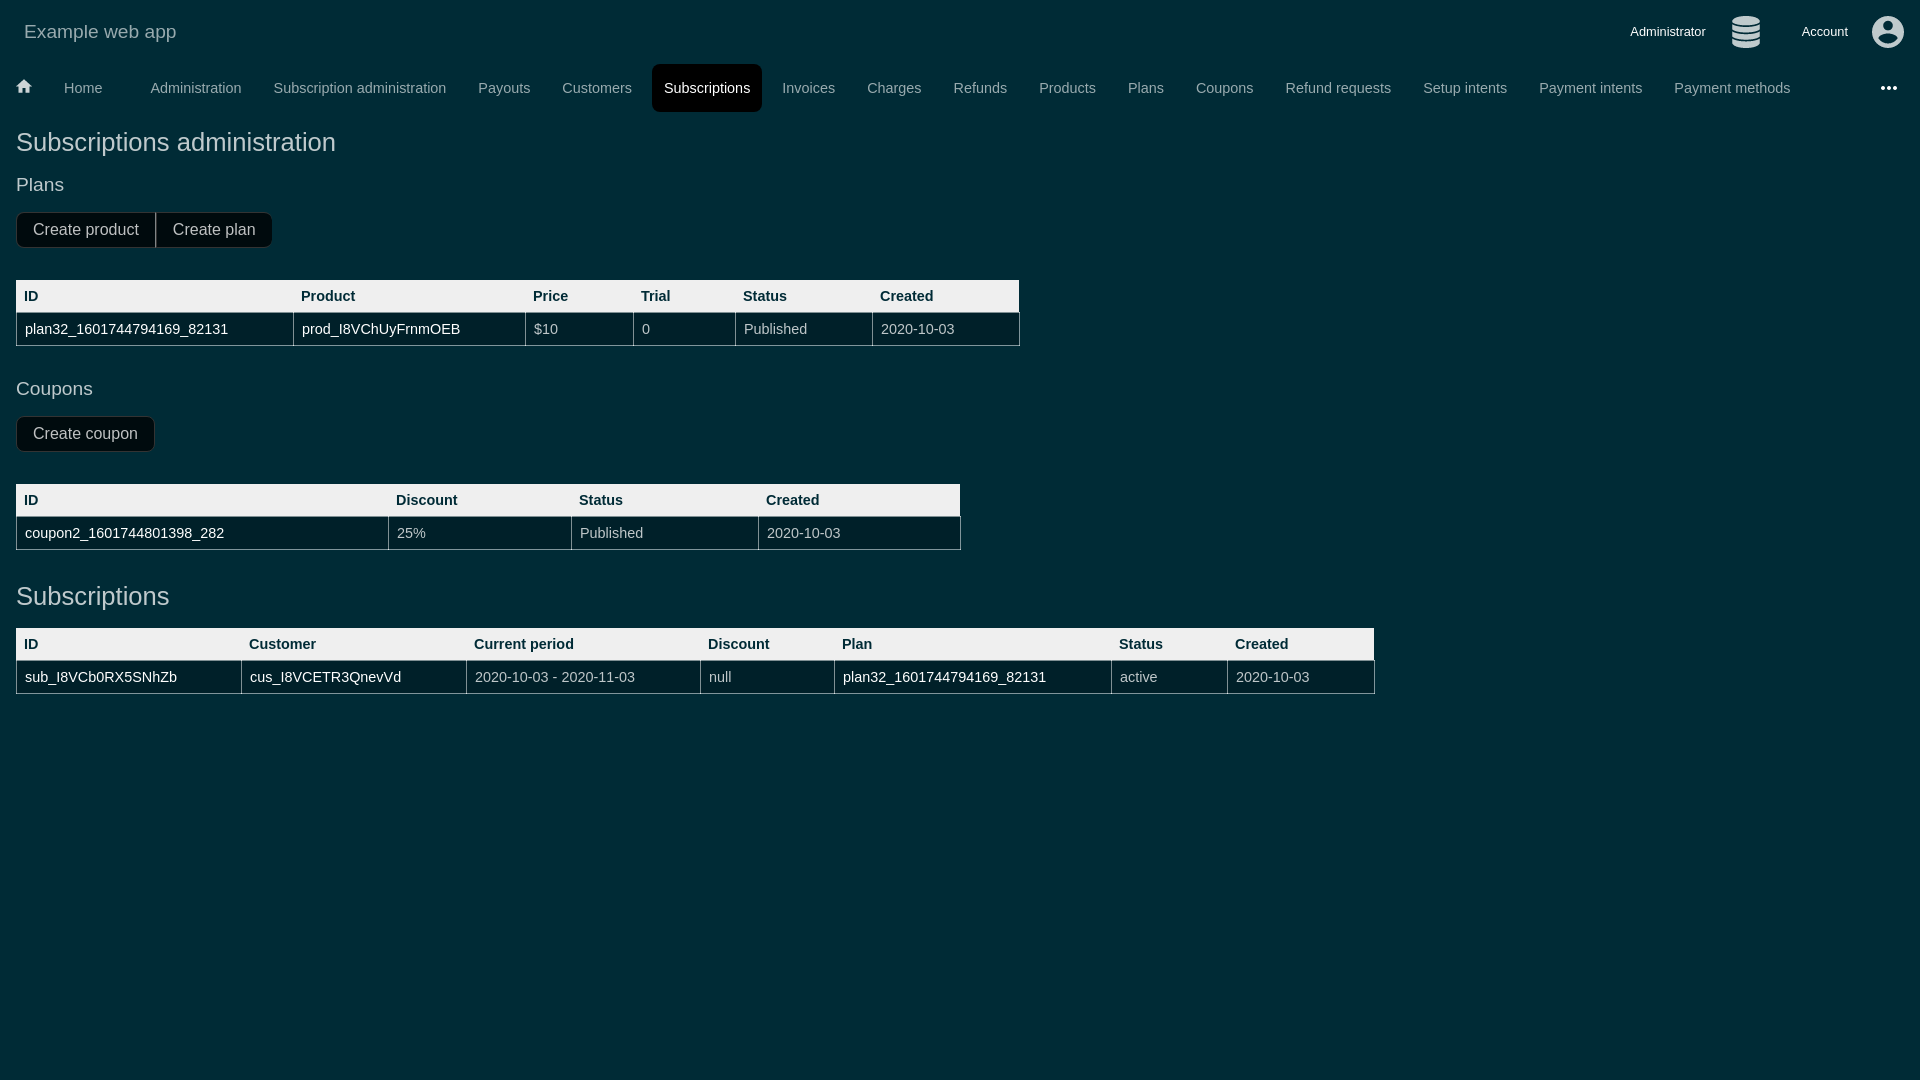 Example web app
Administrator
Account
Home Administration Subscription administration Payouts Customers Subscriptions Invoices Charges Refunds Products Plans Coupons Refund requests Setup intents Payment intents Payment methods
Subscriptions administration
Plans
Create product Create plan
ID Product Price Trial Status Created
plan32_1601744794169_82131 prod_I8VChUyFrnmOEB $10 0 Published 2020-10-03
Coupons
Create coupon
ID Discount Status Created
coupon2_1601744801398_282 25% Published 2020-10-03
Subscriptions
ID Customer Current period Discount Plan Status Created
sub_I8VCb0RX5SNhZb cus_I8VCETR3QnevVd 2020-10-03 - 2020-11-03 null plan32_1601744794169_82131 active 2020-10-03